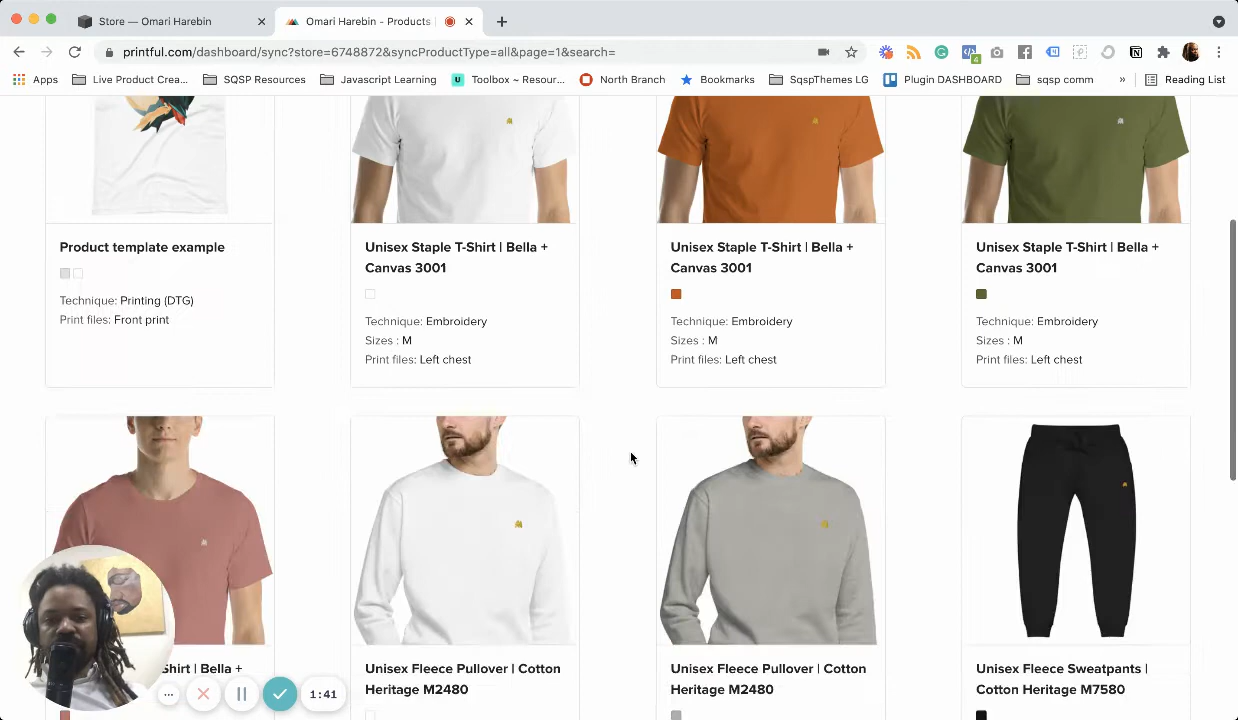 Store — Omari Harebin
Omari Harebin - Products
printful.com/dashboard/sync?store=6748872&syncProductType=all&page=1&search=
4
Apps
Live Product Crea...
SQSP Resources
Javascript Learning
Toolbox ~ Resour...
North Branch
Bookmarks
SqspThemes LG
Plugin DASHBOARD
sqsp comm
»
Reading List
Product template example
Technique: Printing (DTG)
Print files: Front print
Unisex Staple T-Shirt | Bella +
Canvas 3001
Technique: Embroidery
Sizes : M
Print files: Left chest
Unisex Staple T-Shirt | Bella +
Canvas 3001
Technique: Embroidery
Sizes : M
Print files: Left chest
Unisex Staple T-Shirt | Bella +
Canvas 3001
Technique: Embroidery
Sizes : M
Print files: Left chest
Shirt | Bella +
Unisex Fleece Pullover | Cotton
Heritage M2480
Unisex Fleece Pullover | Cotton
Heritage M2480
Unisex Fleece Sweatpants |
Cotton Heritage M7580
1:41